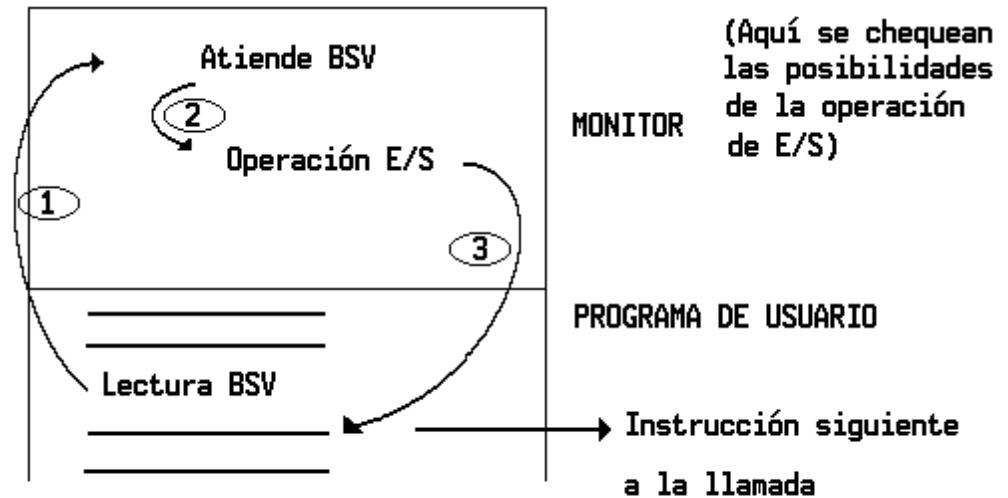 Atiende BSV
2
Operación E/S
1
3
MONITOR
(Aquí se chequean
las posibilidades
de la operación
de E/S)
PROGRAMA DE USUARIO
Lectura BSV
Instrucción siguiente
a la llamada